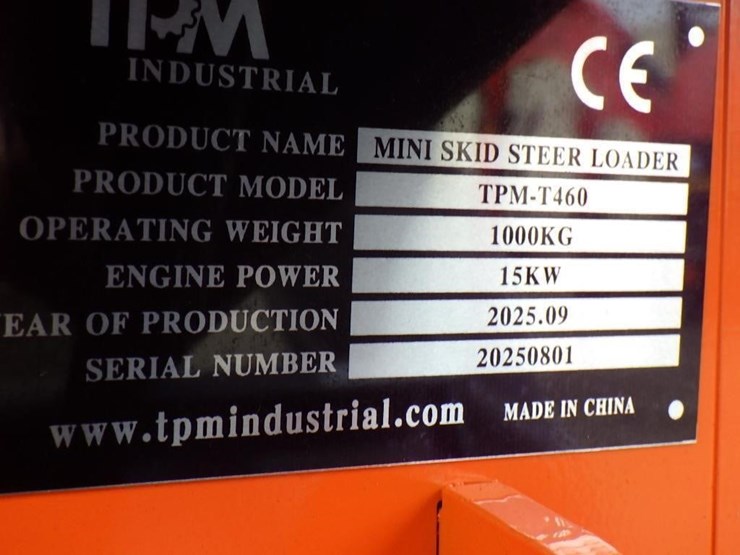 TPM
INDUSTRIAL
CE
PRODUCT NAME MINI SKID STEER LOADER
PRODUCT MODEL TPM-T460
OPERATING WEIGHT 1000KG
ENGINE POWER 15KW
EAR OF PRODUCTION 2025.09
SERIAL NUMBER 20250801
www.tpmindustrial.com MADE IN CHINA